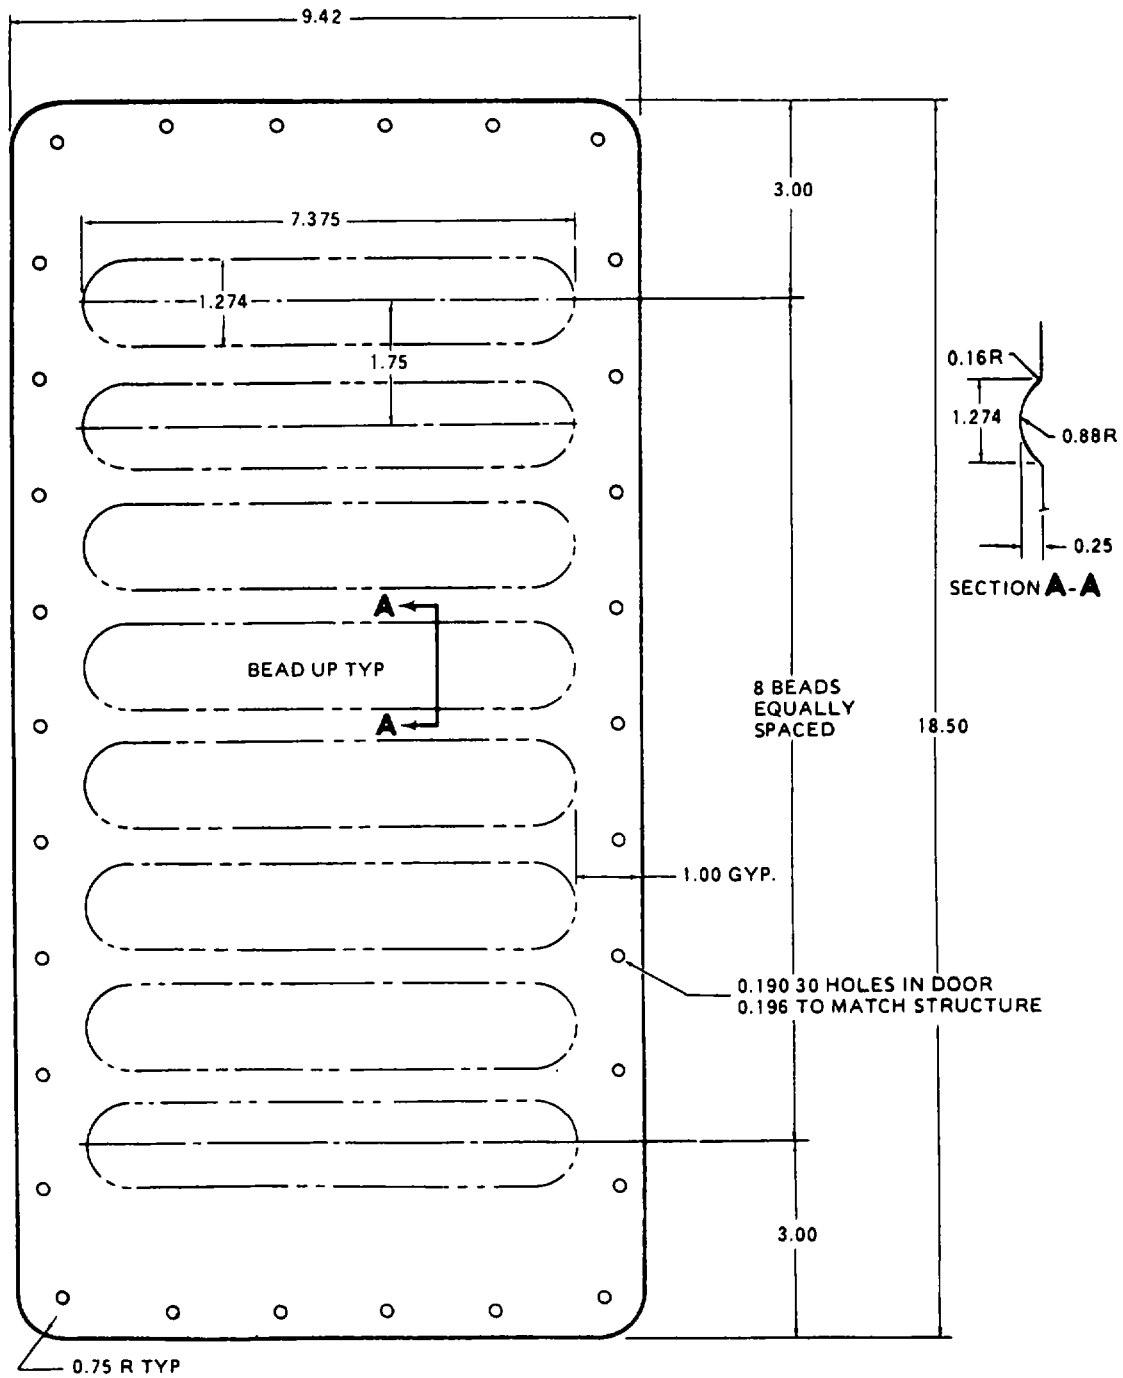 9.42
3.00
7.375
1.274
1.75
0.16R
1.274
0.88R
0.25
SECTION A-A
A
BEAD UP TYP
A
8 BEADS
EQUALLY
SPACED
18.50
1.00 GYP.
0.190 30 HOLES IN DOOR
0.196 TO MATCH STRUCTURE
3.00
0.75 R TYP